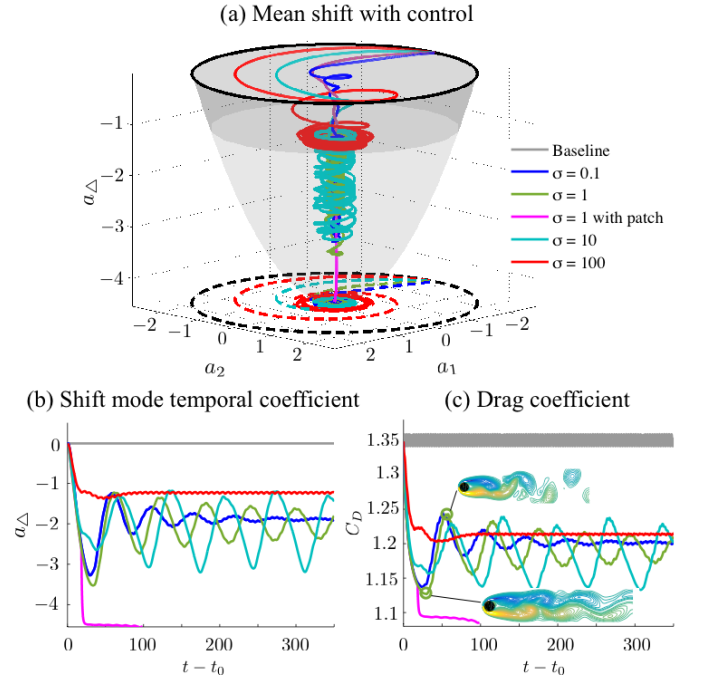 (a) Mean shift with control
−1
−2
−3
−4
a△
−2
−1
0
1
2
a₂
2
1
0
−1
−2
a₁
Baseline
σ = 0.1
σ = 1
σ = 1 with patch
σ = 10
σ = 100
(b) Shift mode temporal coefficient
0
−1
−2
−3
−4
a△
0
100
200
300
t − t₀
(c) Drag coefficient
1.35
1.3
1.25
1.2
1.15
1.1
C_D
0
100
200
300
t − t₀